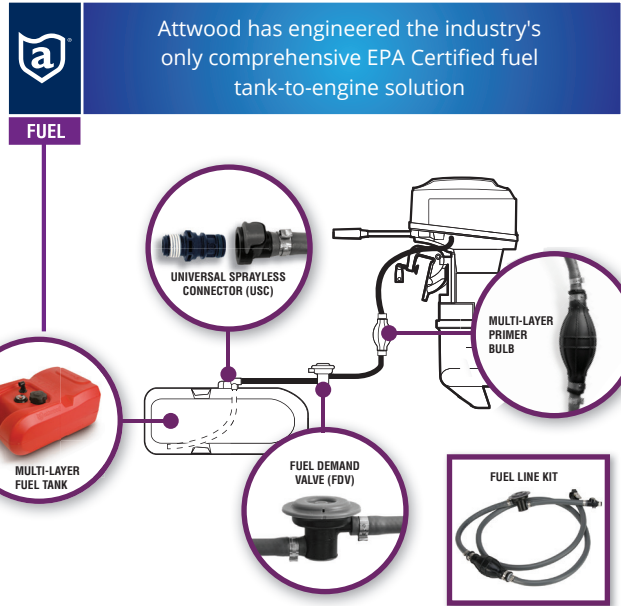 a
Attwood has engineered the industry's
only comprehensive EPA Certified fuel
tank-to-engine solution
FUEL
UNIVERSAL SPRAYLESS
CONNECTOR (USC)
MULTI-LAYER
PRIMER
BULB
MULTI-LAYER
FUEL TANK
FUEL DEMAND
VALVE (FDV)
FUEL LINE KIT